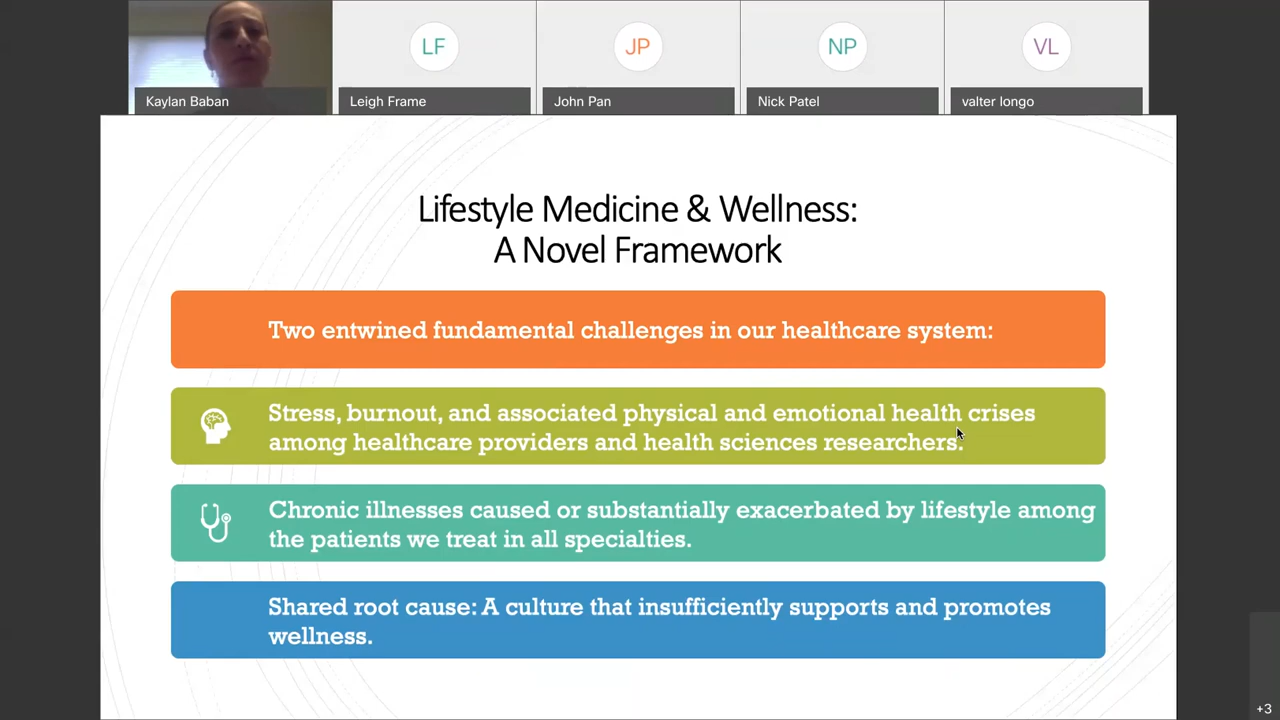 LF
JP
NP
VL
Kaylan Baban
Leigh Frame
John Pan
Nick Patel
valter longo
Lifestyle Medicine & Wellness:
A Novel Framework
Two entwined fundamental challenges in our healthcare system:
Stress, burnout, and associated physical and emotional health crises
among healthcare providers and health sciences researchers.
Chronic illnesses caused or substantially exacerbated by lifestyle among
the patients we treat in all specialties.
Shared root cause: A culture that insufficiently supports and promotes
wellness.
+3